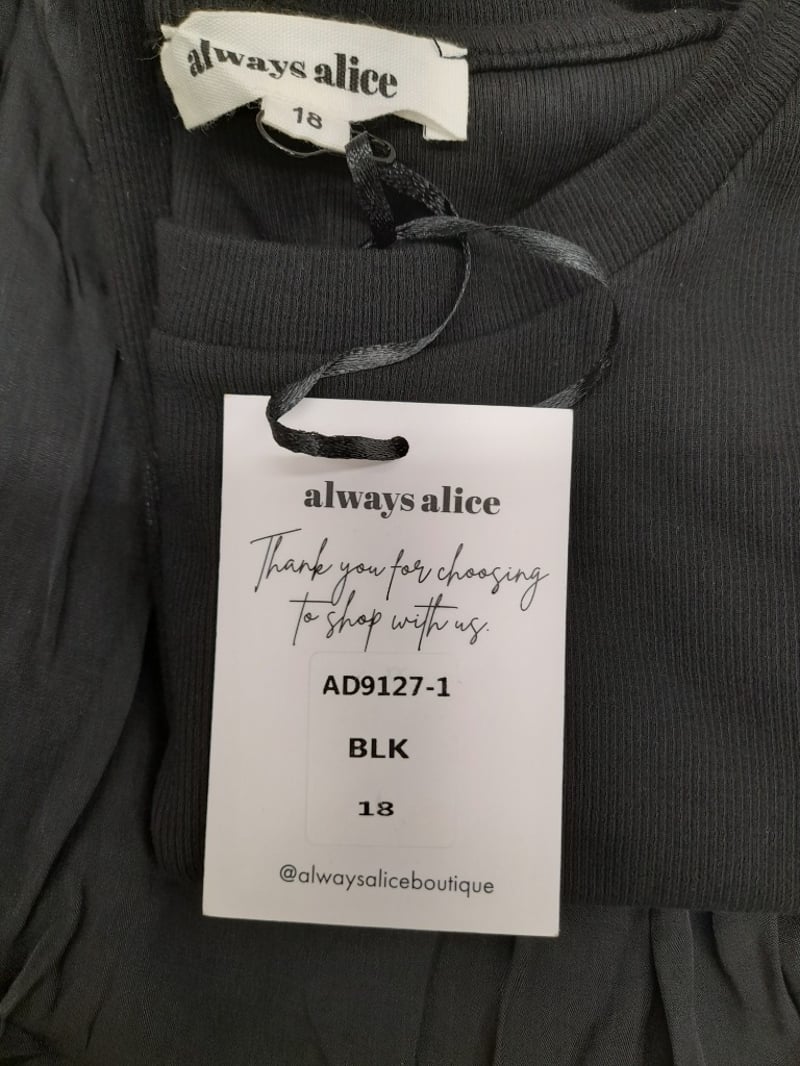 always alice
18
always alice
Thank you for choosing
to shop with us.
AD9127-1
BLK
18
@alwaysaliceboutique